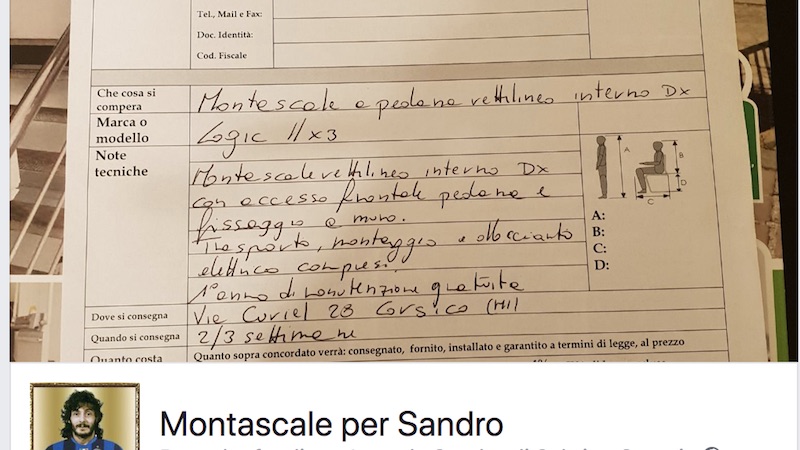 Tel., Mail e Fax:
Doc. Identità:
Cod. Fiscale
Che cosa si compera
Montascale a pedana rettilineo interno Dx
Marca o modello
Logic II x 3
Note tecniche
Montascale rettilineo interno Dx
con accesso frontale pedana e
fissaggio a muro.
Trasporto, montaggio e allacciamto
elettrico compresi.
1° anno di manutenzione gratuita
A
B
C
D
A:
B:
C:
D:
Dove si consegna
Via Curiel 28 Corsico (MI)
Quando si consegna
2/3 settimane
Quanto costa
Quanto sopra concordato verrà: consegnato, fornito, installato e garantito a termini di legge, al prezzo
Montascale per Sandro